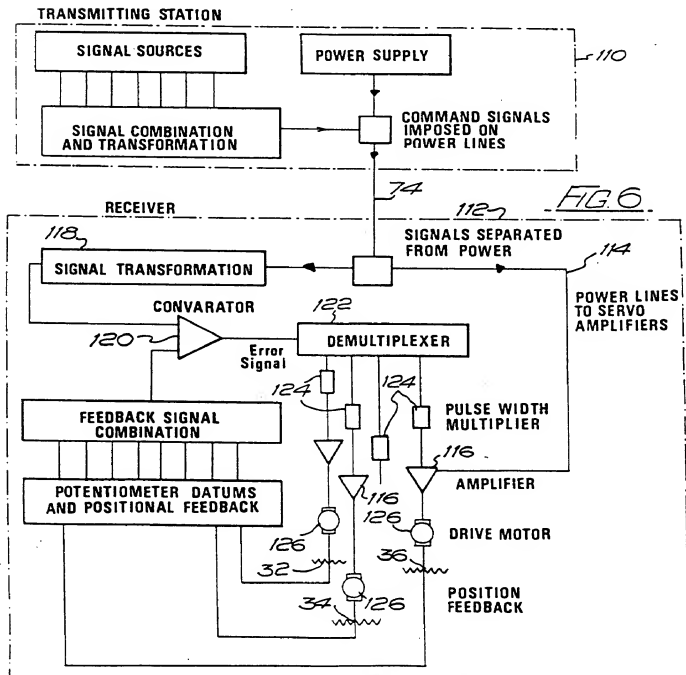 TRANSMITTING STATION
SIGNAL SOURCES
POWER SUPPLY
110
SIGNAL COMBINATION
AND TRANSFORMATION
COMMAND SIGNALS
IMPOSED ON
POWER LINES
74
FIG. 6
RECEIVER
112
118
SIGNALS SEPARATED
FROM POWER
114
SIGNAL TRANSFORMATION
POWER LINES
TO SERVO
AMPLIFIERS
CONVARATOR
120
122
DEMULTIPLEXER
Error
Signal
124
124
PULSE WIDTH
MULTIPLIER
FEEDBACK SIGNAL
COMBINATION
116
116
AMPLIFIER
POTENTIOMETER DATUMS
AND POSITIONAL FEEDBACK
126
126
DRIVE MOTOR
32
36
126
34
POSITION
FEEDBACK